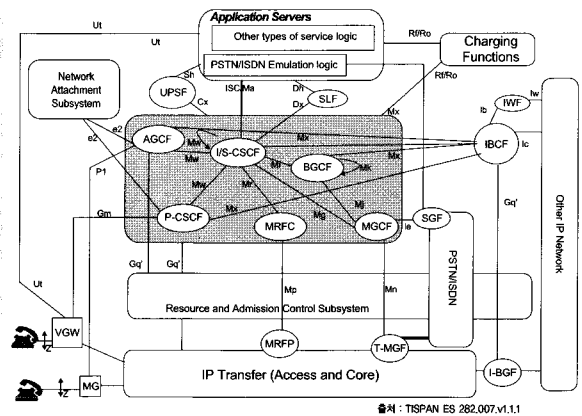 Application Servers
Other types of service logic
PSTN/ISDN Emulation logic
Ut
Ut
Rf/Ro
Rf/Ro
Charging
Functions
Network
Attachment
Subsystem
Sh
UPSF
Cx
ISC/Ma
Dh
Dx
SLF
Mx
Iw
IWF
Ib
IBCF
Ic
e2
e2
AGCF
Mw
I/S-CSCF
Mw
Mx
Mx
Mi
BGCF
Mk
P1
Mw
Mr
Mx
Mg
Mj
Gm
P-CSCF
MRFC
MGCF
Ie
SGF
Gq'
Other IP Network
PSTN/ISDN
Gq'
Gq'
Ut
Mp
Mn
Resource and Admission Control Subsystem
VGW
Z
MRFP
T-MGF
IP Transfer (Access and Core)
I-BGF
MG
Z
출처 : TISPAN ES 282.007.v1.1.1